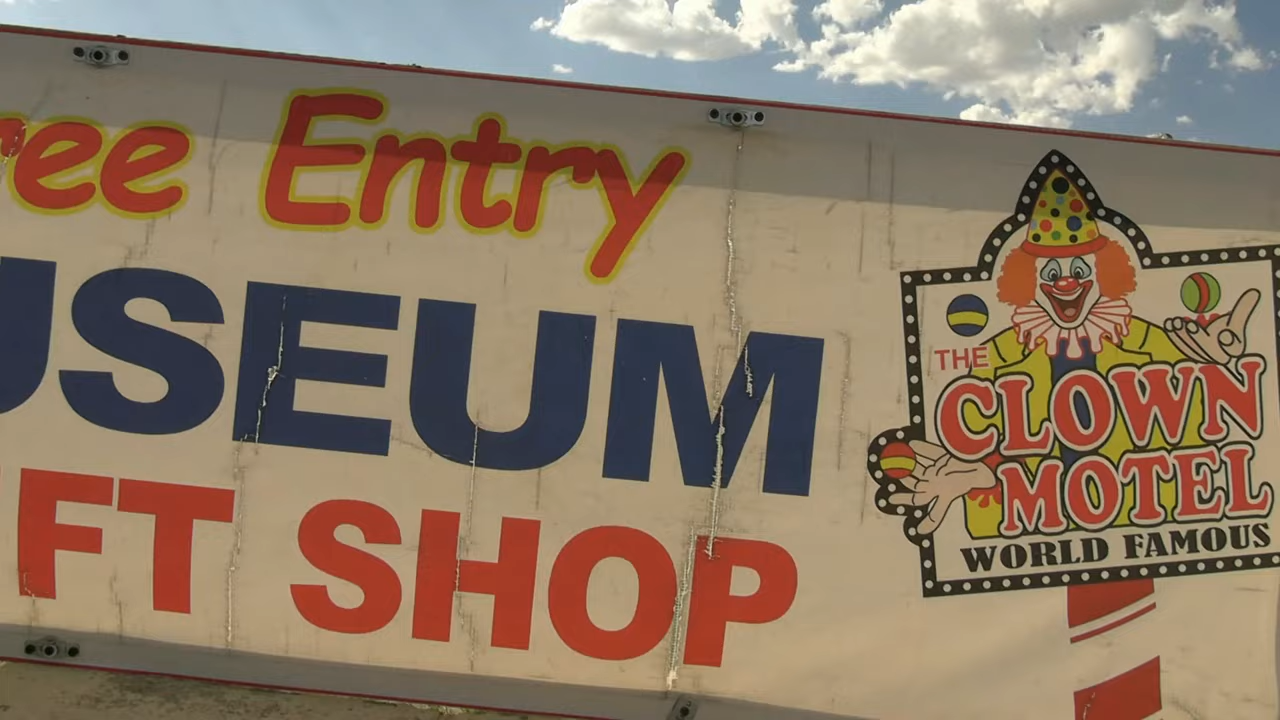 ree Entry
USEUM
FT SHOP
THE
CLOWN
MOTEL
WORLD FAMOUS